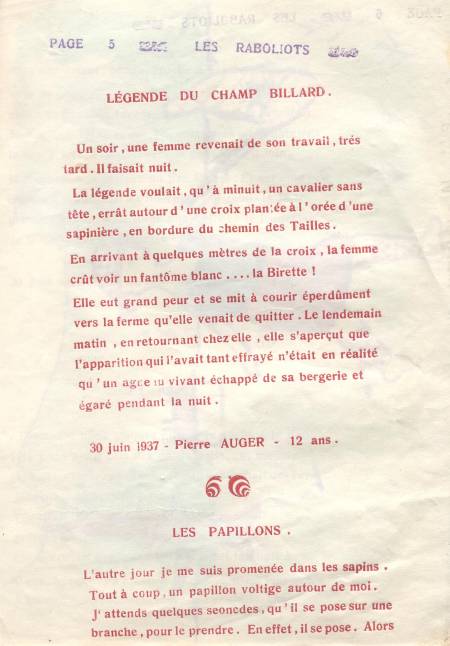 PAGE 5 LES RABOLIOTS
LÉGENDE DU CHAMP BILLARD.
Un soir, une femme revenait de son travail, trés
tard. Il faisait nuit.
La légende voulait, qu'à minuit, un cavalier sans
tête, errât autour d'une croix plantée à l'orée d'une
sapinière, en bordure du chemin des Tailles.
En arrivant à quelques mètres de la croix, la femme
crût voir un fantôme blanc .... la Birette !
Elle eut grand peur et se mit à courir éperdûment
vers la ferme qu'elle venait de quitter. Le lendemain
matin, en retournant chez elle, elle s'aperçut que
l'apparition qui l'avait tant effrayé n'était en réalité
qu'un agneau vivant échappé de sa bergerie et
égaré pendant la nuit.
30 juin 1937 - Pierre AUGER - 12 ans.
LES PAPILLONS.
L'autre jour je me suis promenée dans les sapins.
Tout à coup, un papillon voltige autour de moi.
J'attends quelques seondes, qu'il se pose sur une
branche, pour le prendre. En effet, il se pose. Alors